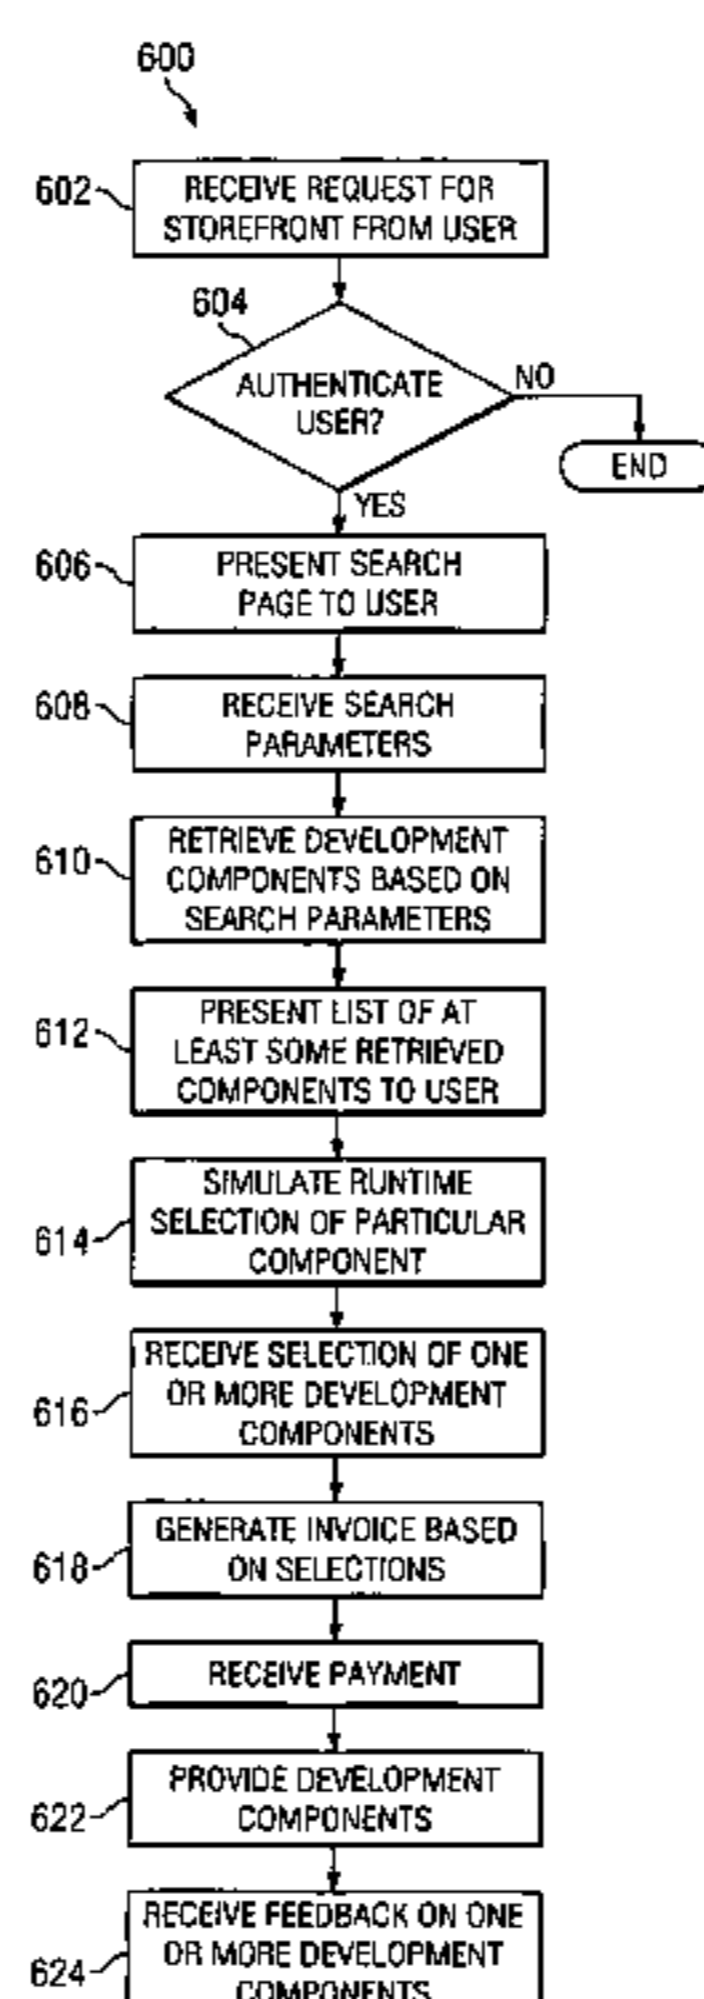 600
602
RECEIVE REQUEST FOR
STOREFRONT FROM USER
604
AUTHENTICATE
USER?
NO
END
YES
606
PRESENT SEARCH
PAGE TO USER
608
RECEIVE SEARCH
PARAMETERS
610
RETRIEVE DEVELOPMENT
COMPONENTS BASED ON
SEARCH PARAMETERS
612
PRESENT LIST OF AT
LEAST SOME RETRIEVED
COMPONENTS TO USER
614
SIMULATE RUNTIME
SELECTION OF PARTICULAR
COMPONENT
616
RECEIVE SELECTION OF ONE
OR MORE DEVELOPMENT
COMPONENTS
618
GENERATE INVOICE BASED
ON SELECTIONS
620
RECEIVE PAYMENT
622
PROVIDE DEVELOPMENT
COMPONENTS
624
RECEIVE FEEDBACK ON ONE
OR MORE DEVELOPMENT
COMPONENTS